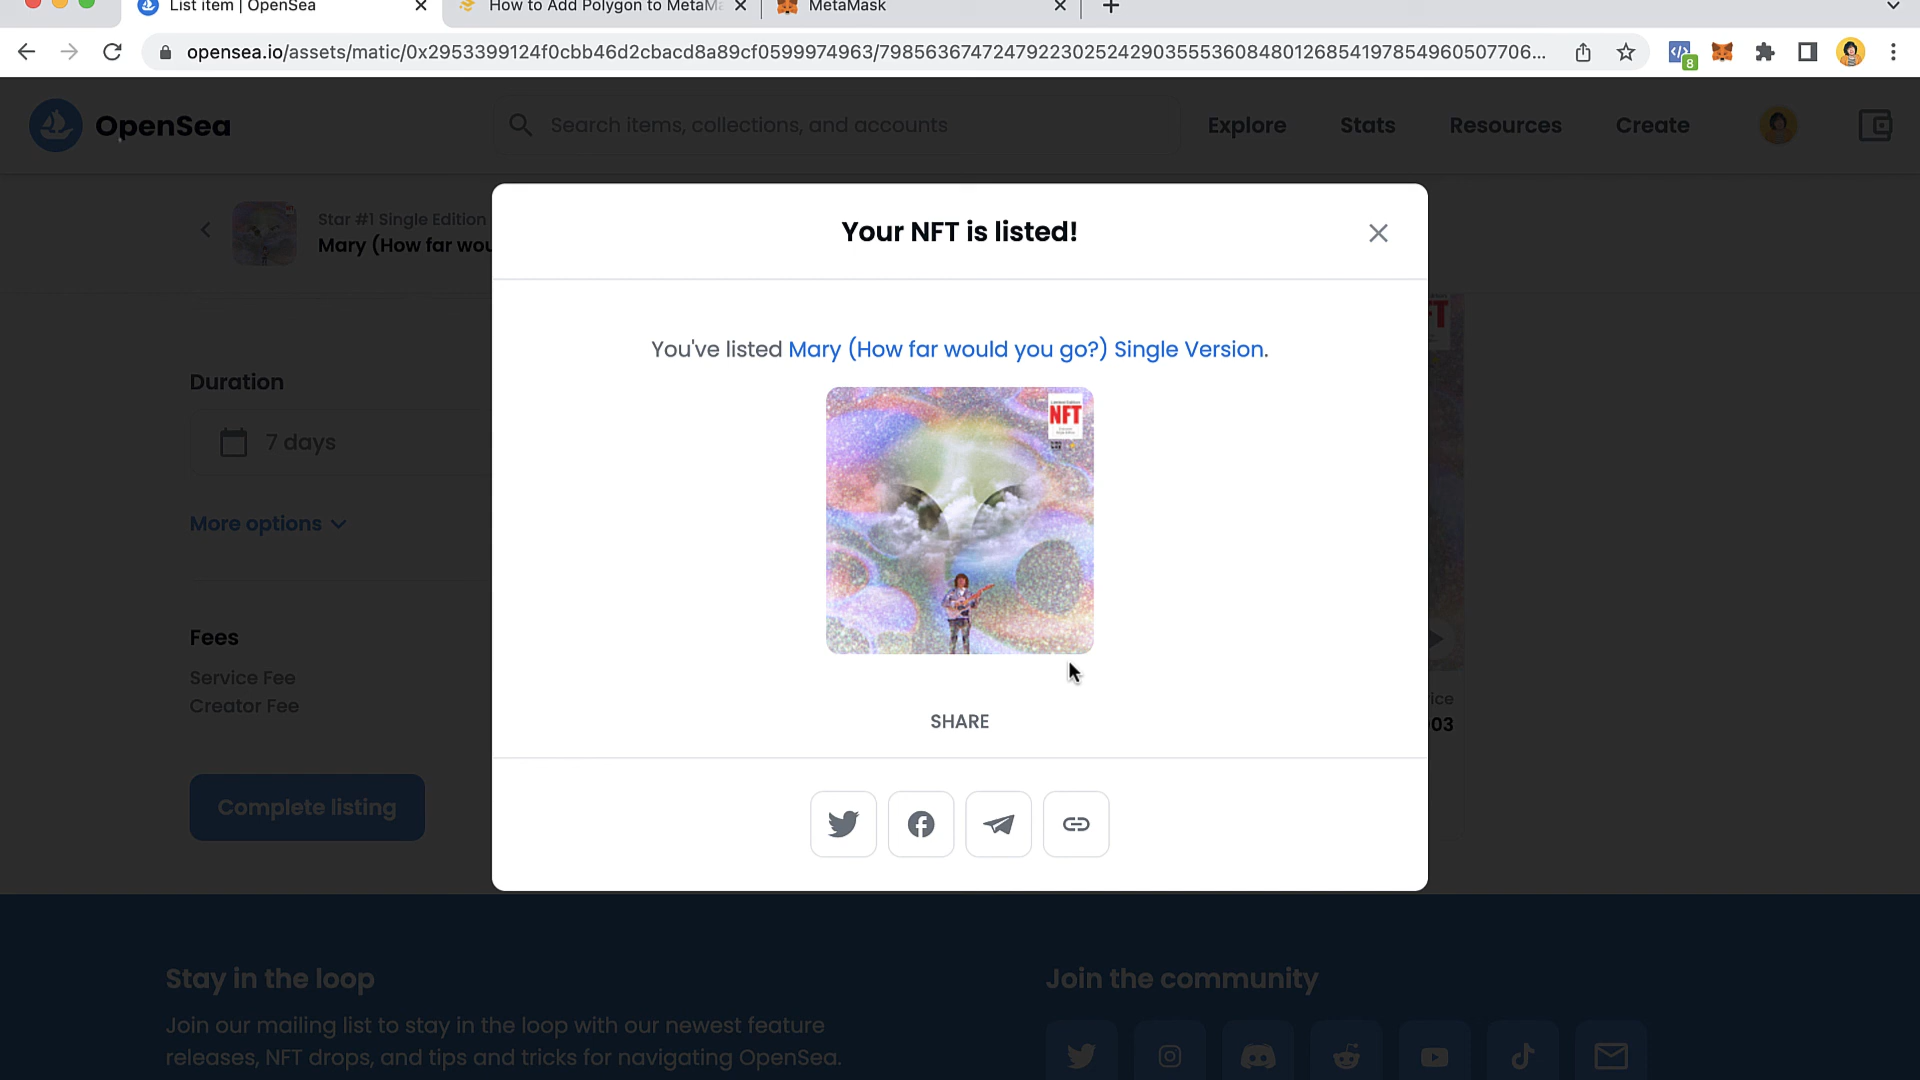 List item | OpenSea
How to Add Polygon to MetaMa
MetaMask
opensea.io/assets/matic/0x2953399124f0cbb46d2cbacd8a89cf0599974963/79856367472479223025242903555360848012685419785496050770​6...
8
OpenSea
Search items, collections, and accounts
Explore
Stats
Resources
Create
Star #1 Single Edition
Mary (How far wou
Your NFT is listed!
You've listed Mary (How far would you go?) Single Version.
NFT
Duration
7 days
More options
Fees
Service Fee
Creator Fee
SHARE
ice
03
Complete listing
Stay in the loop
Join our mailing list to stay in the loop with our newest feature
releases, NFT drops, and tips and tricks for navigating OpenSea.
Join the community